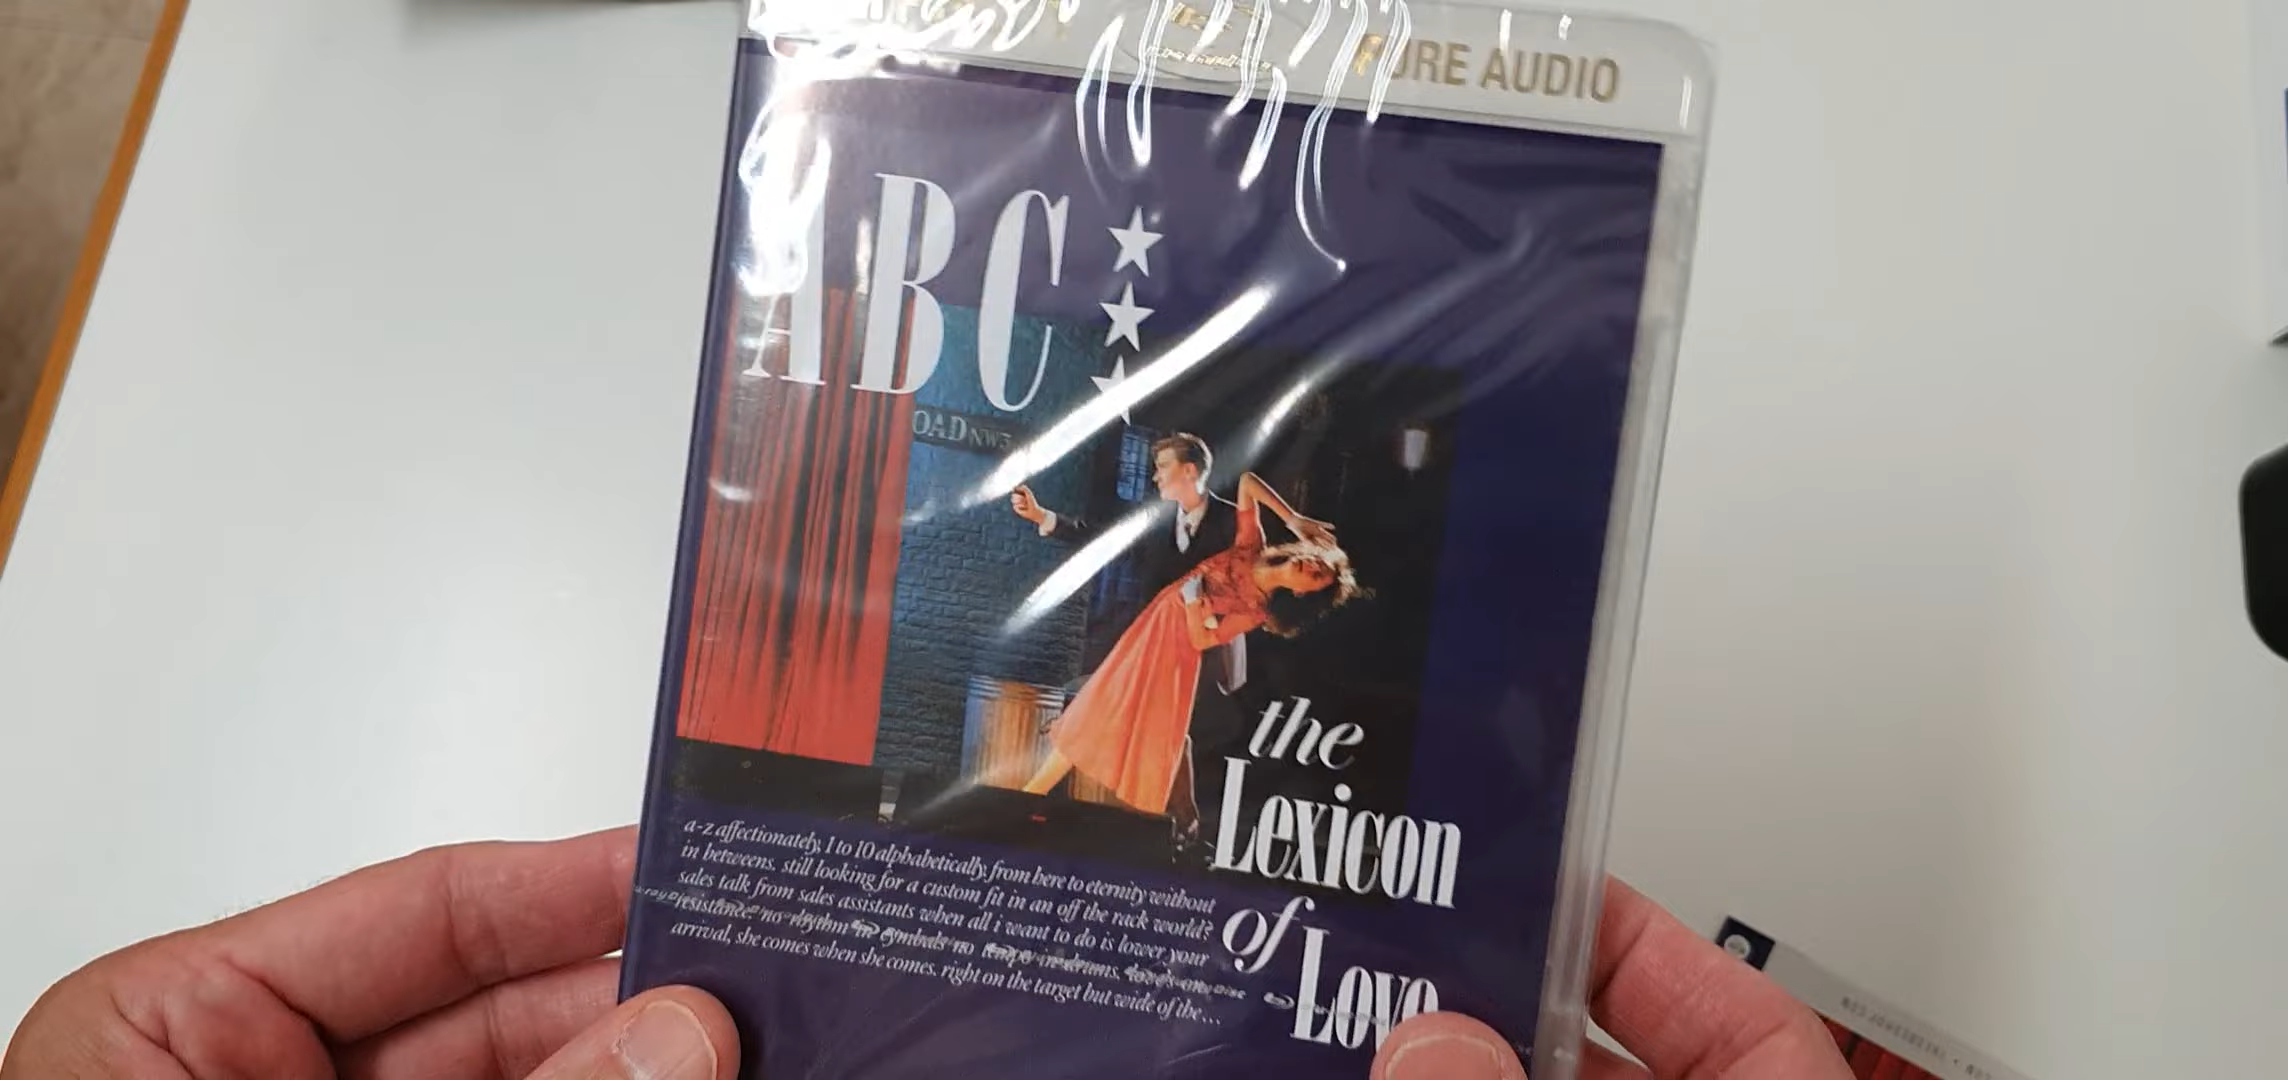 PURE AUDIO
ABC
OAD NW3
the
Lexicon
of
Love
a-z affectionately, 1 to 10 alphabetically, from here to eternity without
in betweens, still looking for a custom fit in an off the rack world?
sales talk from sales assistants when all i want to do is lower your
resistance. no rhythm in cymbals no tempo in drums, love's on
arrival, she comes when she comes. right on the target but wide of the...